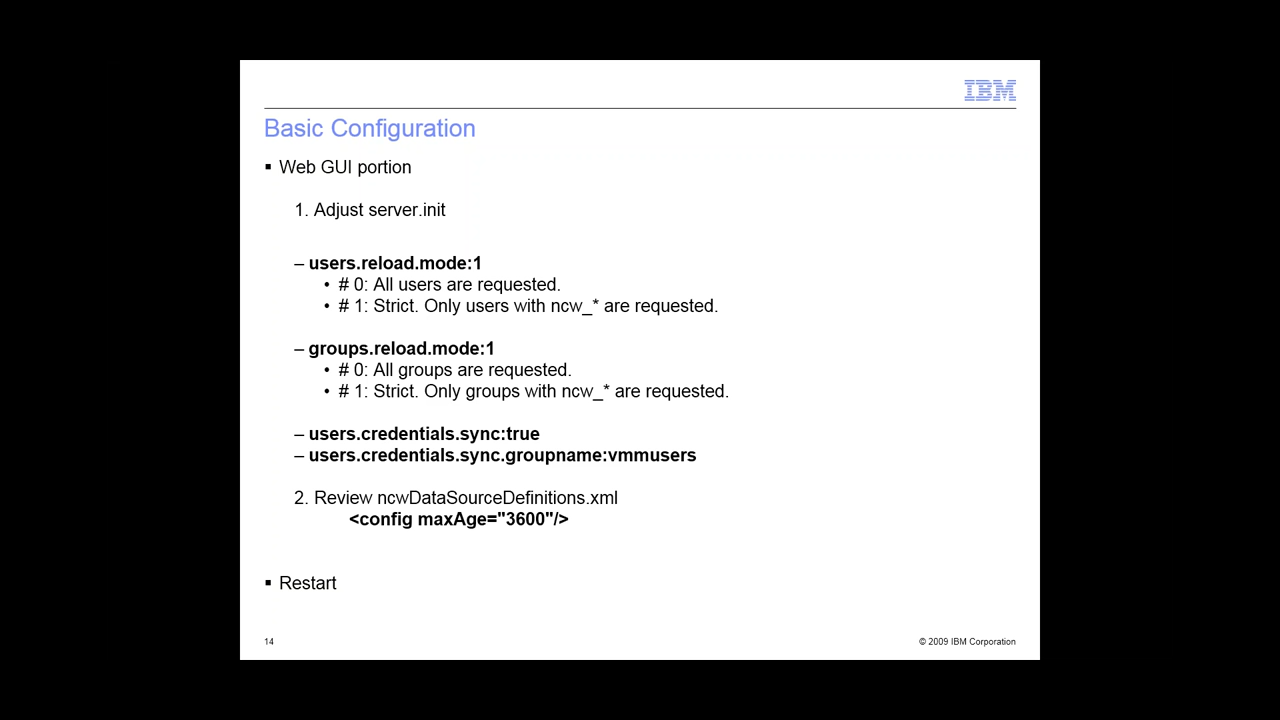 IBM
Basic Configuration
▪ Web GUI portion
1. Adjust server.init
– users.reload.mode:1
• # 0: All users are requested.
• # 1: Strict. Only users with ncw_* are requested.
– groups.reload.mode:1
• # 0: All groups are requested.
• # 1: Strict. Only groups with ncw_* are requested.
– users.credentials.sync:true
– users.credentials.sync.groupname:vmmusers
2. Review ncwDataSourceDefinitions.xml
<config maxAge="3600"/>
▪ Restart
14
© 2009 IBM Corporation